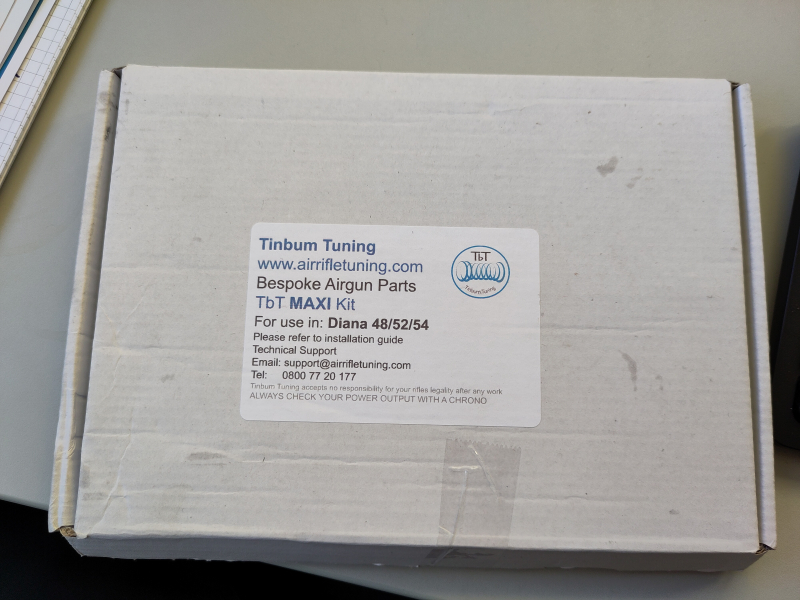 Tinbum Tuning
www.airrifletuning.com
Bespoke Airgun Parts
TbT MAXI Kit
For use in: Diana 48/52/54
Please refer to installation guide
Technical Support
Email: support@airrifletuning.com
Tel: 0800 77 20 177
Tinbum Tuning accepts no responsibility for your rifles legality after any work
ALWAYS CHECK YOUR POWER OUTPUT WITH A CHRONO
TbT
Tinbum Tuning